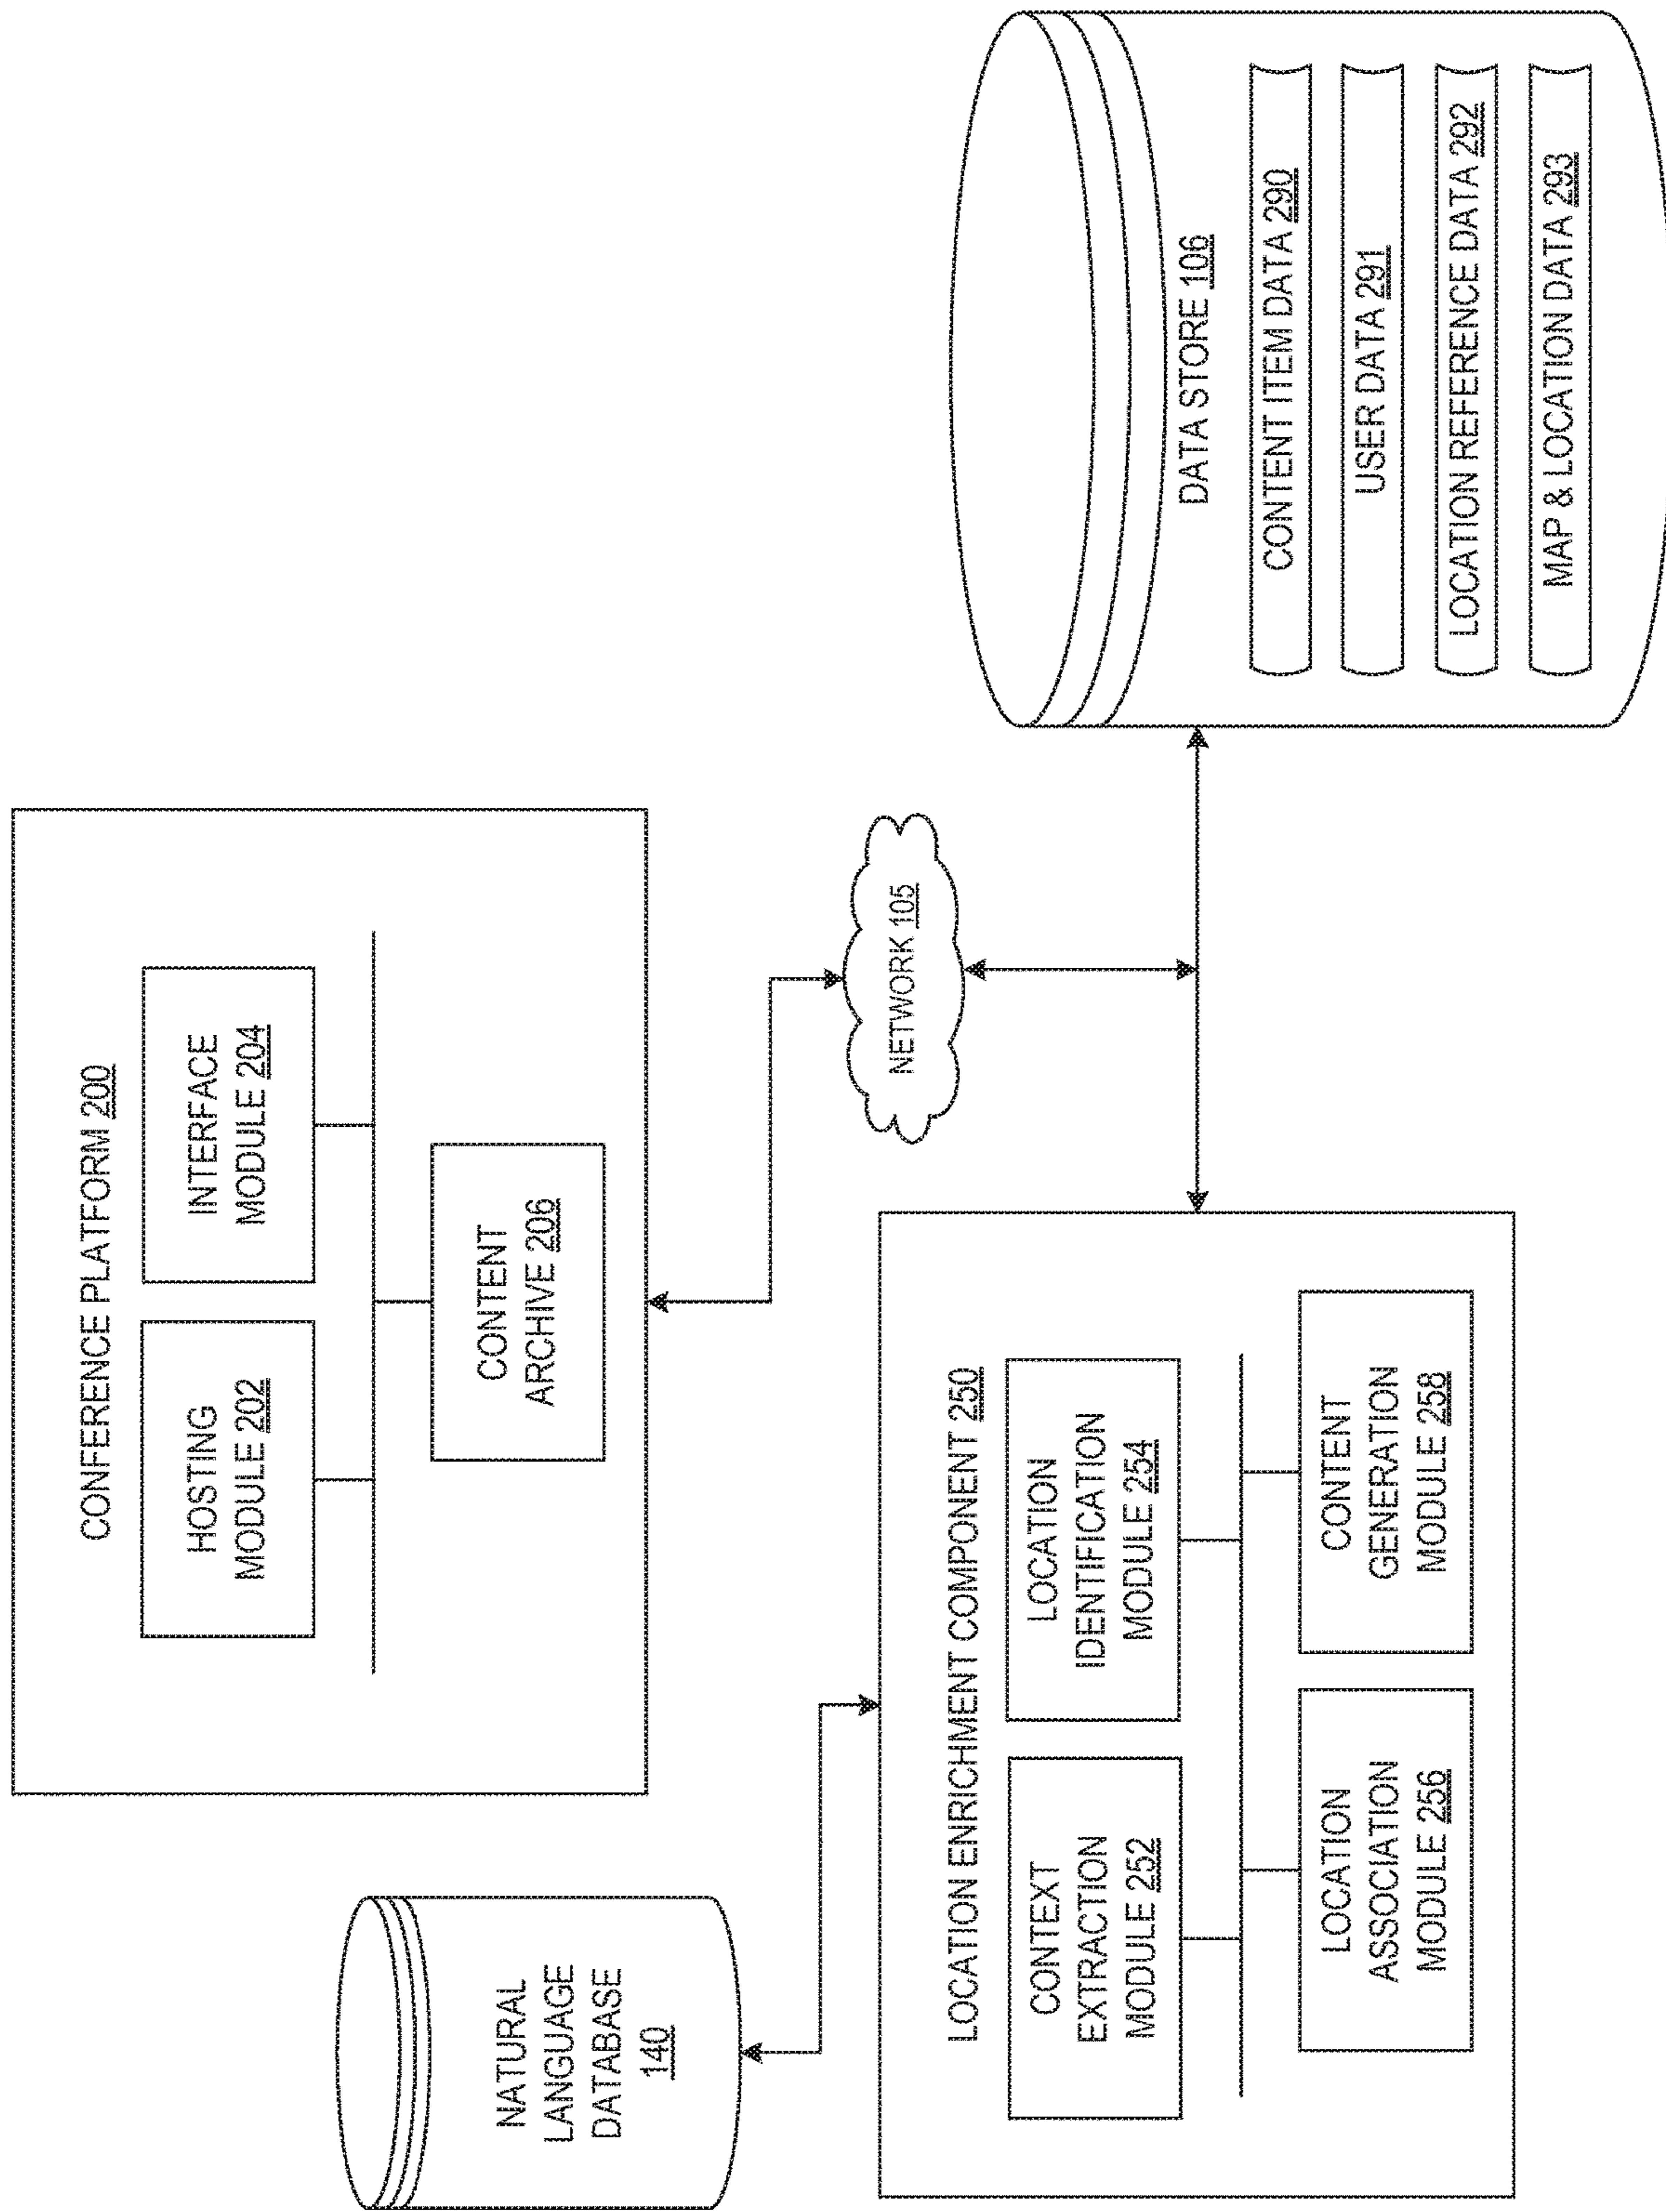 CONFERENCE PLATFORM 200
HOSTING
MODULE 202
INTERFACE
MODULE 204
CONTENT
ARCHIVE 206
NATURAL
LANGUAGE
DATABASE
140
NETWORK 105
LOCATION ENRICHMENT COMPONENT 250
CONTEXT
EXTRACTION
MODULE 252
LOCATION
IDENTIFICATION
MODULE 254
LOCATION
ASSOCIATION
MODULE 256
CONTENT
GENERATION
MODULE 258
DATA STORE 106
CONTENT ITEM DATA 290
USER DATA 291
LOCATION REFERENCE DATA 292
MAP & LOCATION DATA 293